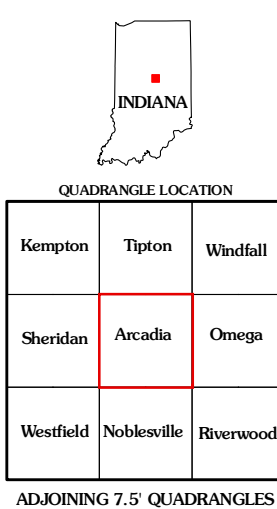 INDIANA
QUADRANGLE LOCATION
Kempton Tipton Windfall
Sheridan Arcadia Omega
Westfield Noblesville Riverwood
ADJOINING 7.5' QUADRANGLES